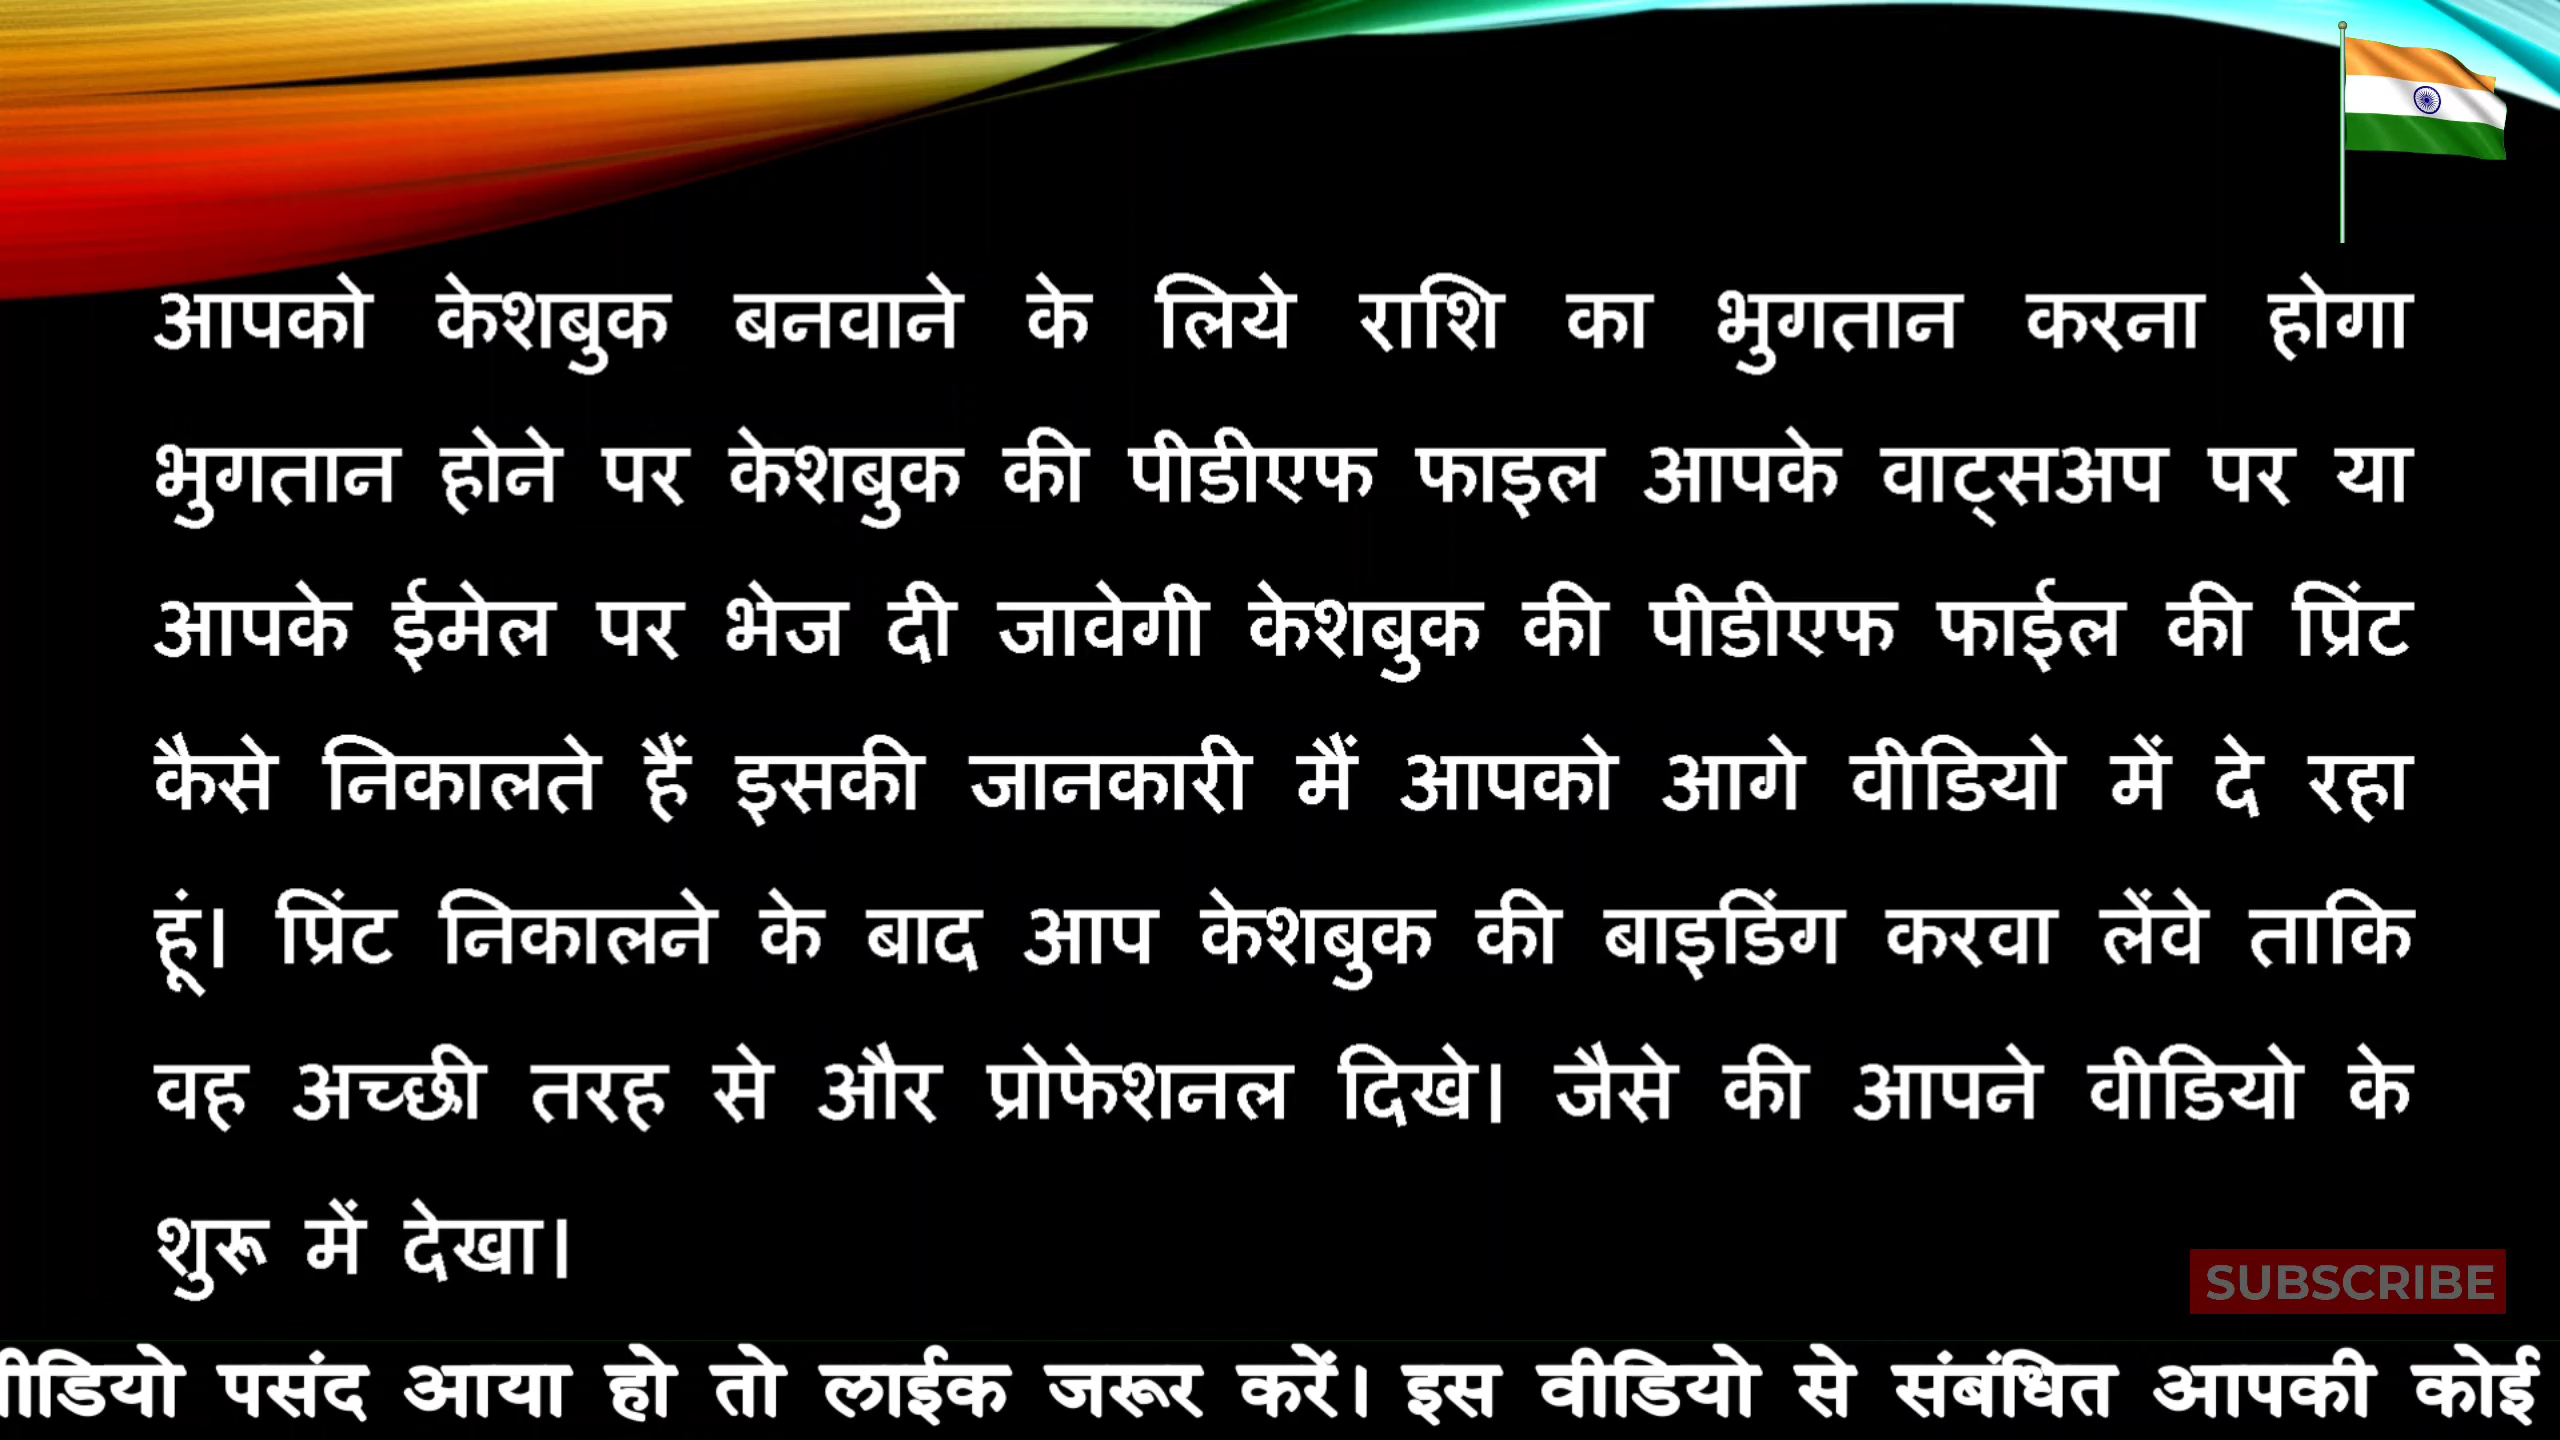 आपको केशबुक बनवाने के लिये राशि का भुगतान करना होगा
भुगतान होने पर केशबुक की पीडीएफ फाइल आपके वाट्सअप पर या
आपके ईमेल पर भेज दी जावेगी केशबुक की पीडीएफ फाईल की प्रिंट
कैसे निकालते हैं इसकी जानकारी मैं आपको आगे वीडियो में दे रहा
हूं। प्रिंट निकालने के बाद आप केशबुक की बाइडिंग करवा लेंवे ताकि
वह अच्छी तरह से और प्रोफेशनल दिखे। जैसे की आपने वीडियो के
शुरू में देखा।
SUBSCRIBE
पसंद आया हो तो लाईक जरूर करें। इस वीडियो से संबंधित आपकी कोई